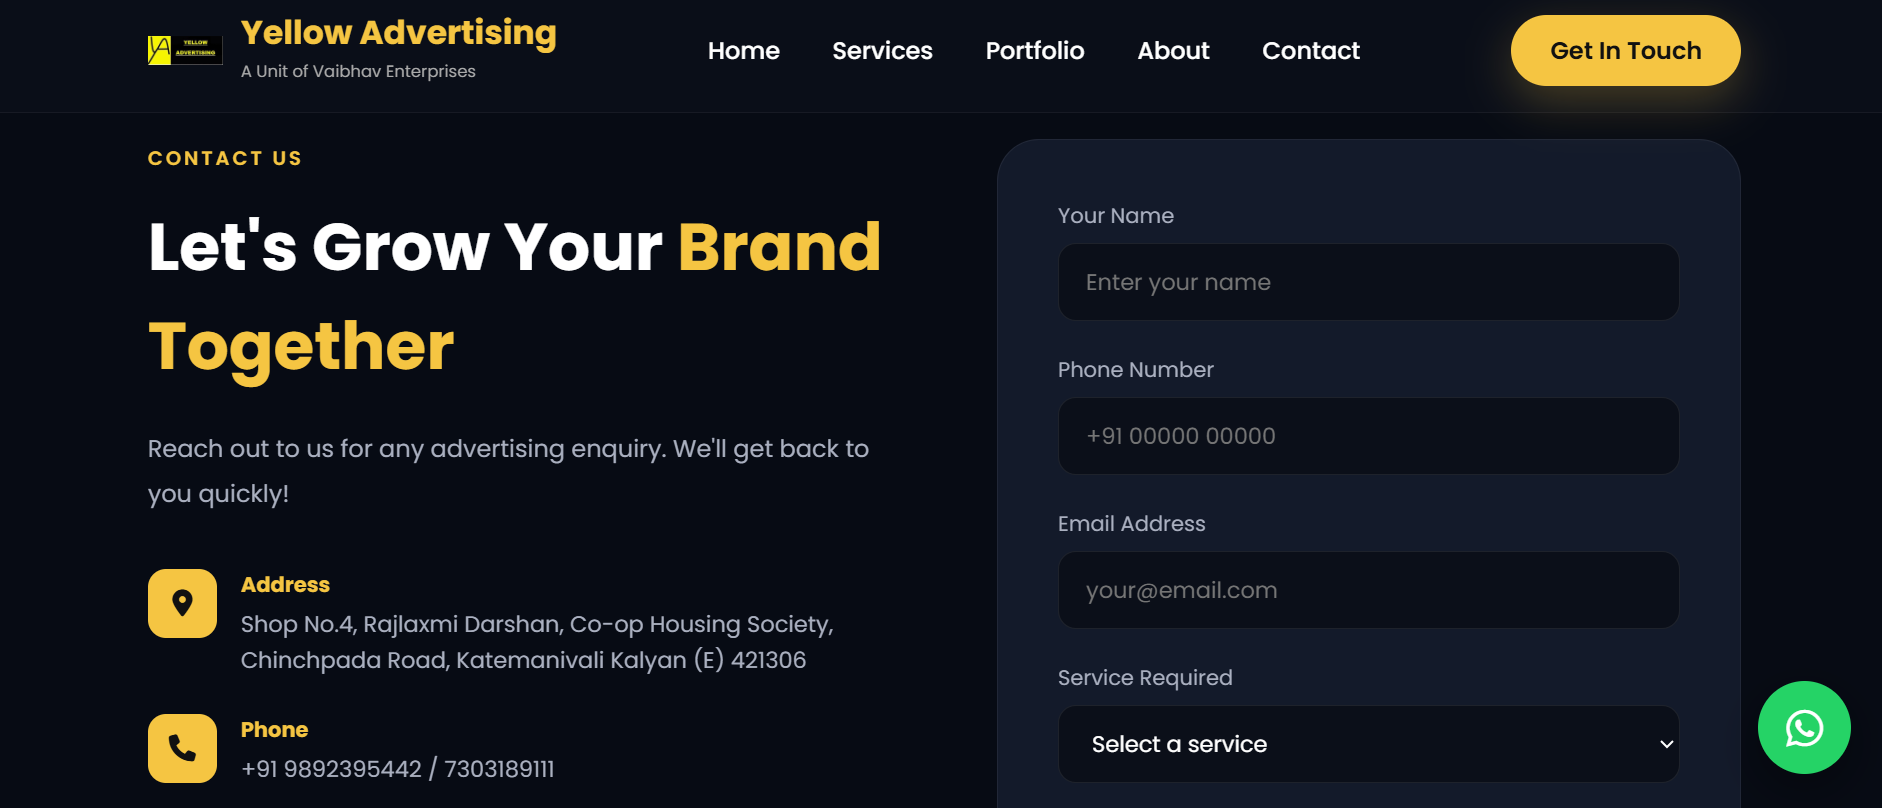 YELLOW
ADVERTISING
Yellow Advertising
A Unit of Vaibhav Enterprises
Home
Services
Portfolio
About
Contact
Get In Touch
CONTACT US
Let's Grow Your Brand
Together
Reach out to us for any advertising enquiry. We'll get back to
you quickly!
Address
Shop No.4, Rajlaxmi Darshan, Co-op Housing Society,
Chinchpada Road, Katemanivali Kalyan (E) 421306
Phone
+91 9892395442 / 7303189111
Your Name
Enter your name
Phone Number
+91 00000 00000
Email Address
your@email.com
Service Required
Select a service